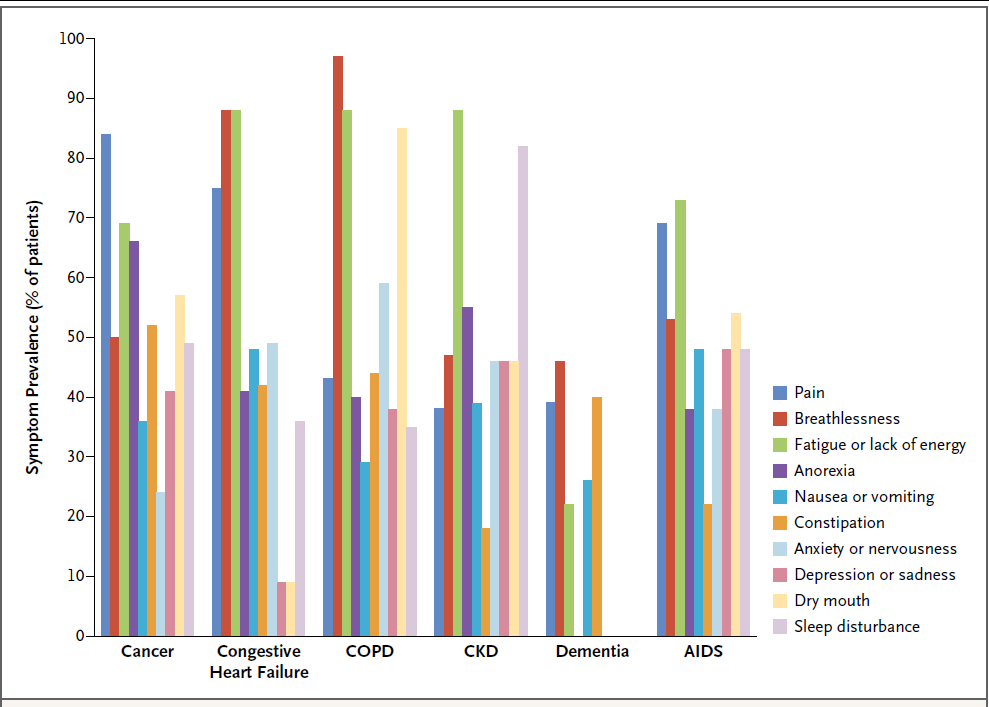 100
90
80
70
60
50
40
30
20
10
0
Symptom Prevalence (% of patients)
Cancer
Congestive
Heart Failure
COPD
CKD
Dementia
AIDS
Pain
Breathlessness
Fatigue or lack of energy
Anorexia
Nausea or vomiting
Constipation
Anxiety or nervousness
Depression or sadness
Dry mouth
Sleep disturbance